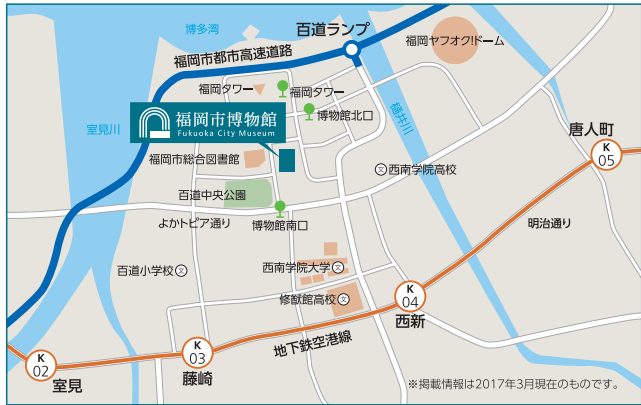 博多湾
百道ランプ
福岡ヤフオク!ドーム
福岡市都市高速道路
福岡タワー
福岡タワー
博物館北口
福岡市博物館
Fukuoka City Museum
室見川
樋井川
唐人町
K
05
福岡市総合図書館
西南学院高校
文
百道中央公園
よかトピア通り
博物館南口
明治通り
百道小学校
文
西南学院大学
文
修猷館高校
文
K
04
西新
地下鉄空港線
K
03
藤崎
K
02
室見
※掲載情報は2017年3月現在のものです。